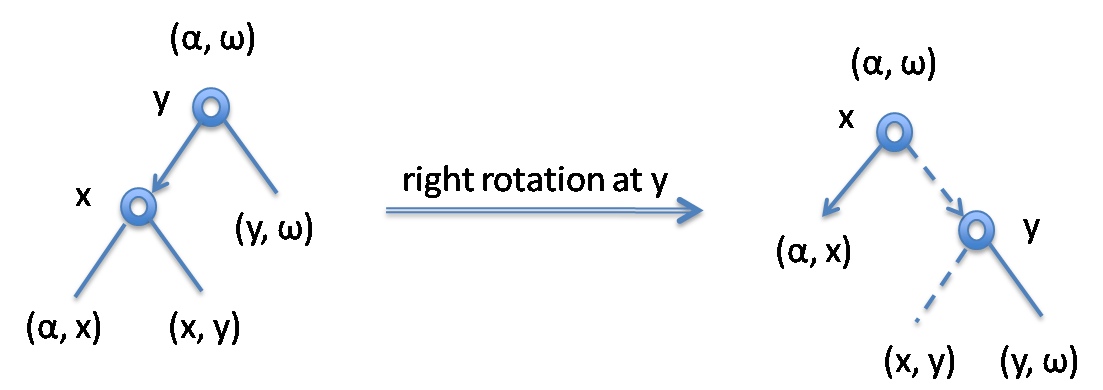 (α, ω)
y
x
(y, ω)
(α, x)
(x, y)
right rotation at y
(α, ω)
x
(α, x)
y
(x, y)
(y, ω)